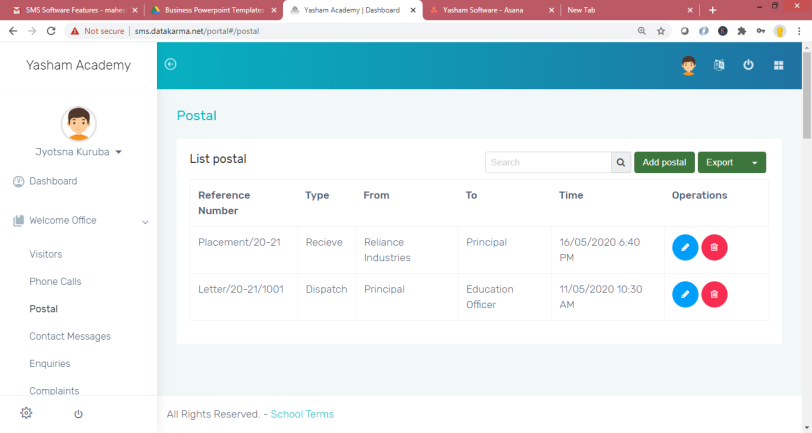 SMS Software Features - mahes
Business Powerpoint Templates
Yasham Academy | Dashboard
Yasham Software - Asana
New Tab
Not secure | sms.datakarma.net/portal#/postal
Yasham Academy
Jyotsna Kuruba
Dashboard
Welcome Office
Visitors
Phone Calls
Postal
Contact Messages
Enquiries
Complaints
Postal
List postal
Search
Add postal
Export
Reference Number Type From To Time Operations
Placement/20-21 Recieve Reliance Industries Principal 16/05/2020 6:40 PM
Letter/20-21/1001 Dispatch Principal Education Officer 11/05/2020 10:30 AM
All Rights Reserved. - School Terms